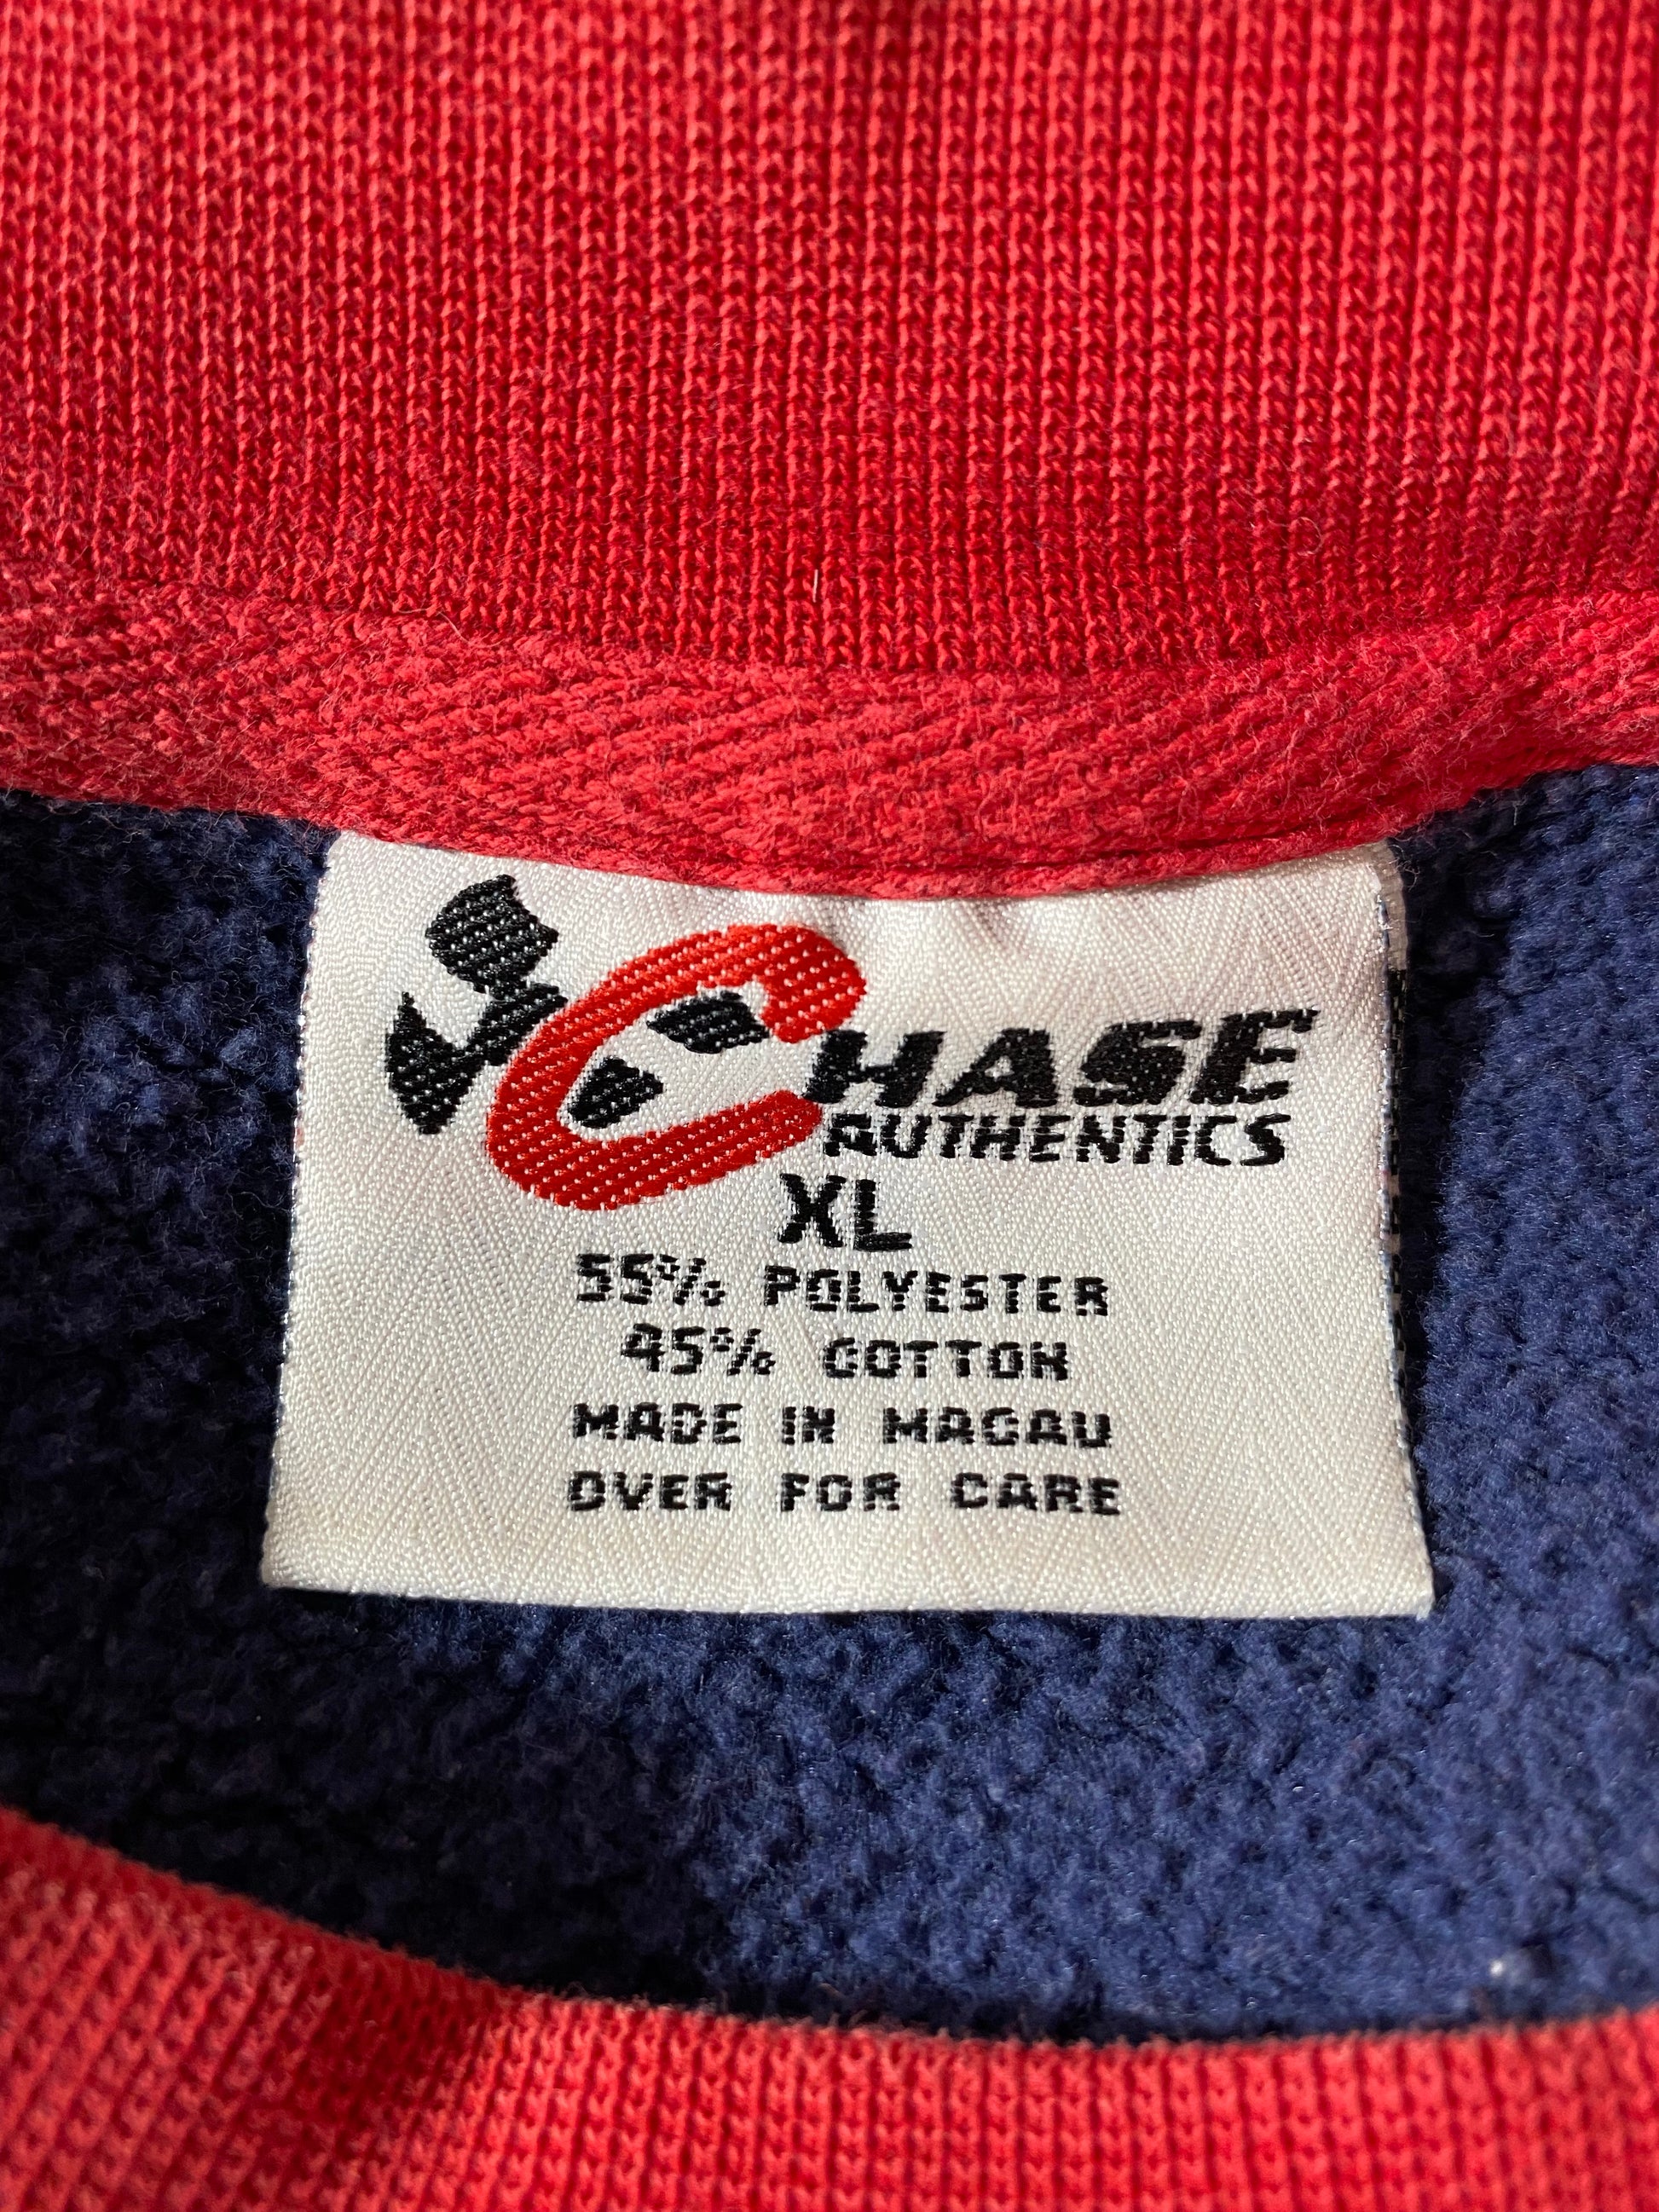 CHASE
AUTHENTICS
XL
55% POLYESTER
45% COTTON
MADE IN MACAU
OVER FOR CARE